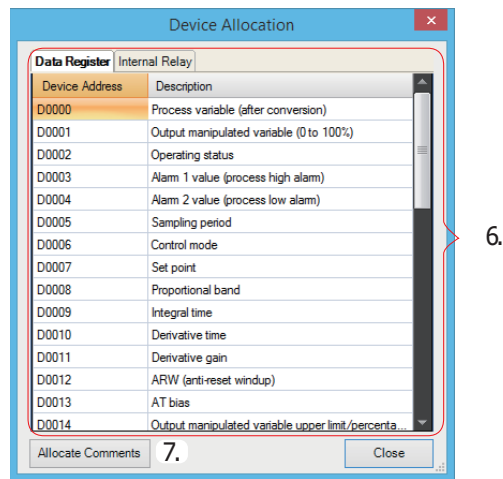 Device Allocation
Data Register Internal Relay
Device Address Description
D0000 Process variable (after conversion)
D0001 Output manipulated variable (0 to 100%)
D0002 Operating status
D0003 Alarm 1 value (process high alarm)
D0004 Alarm 2 value (process low alarm)
D0005 Sampling period
D0006 Control mode
6.
D0007 Set point
D0008 Proportional band
D0009 Integral time
D0010 Derivative time
D0011 Derivative gain
D0012 ARW (anti-reset windup)
D0013 AT bias
D0014 Output manipulated variable upper limit/percenta...
Allocate Comments 7. Close